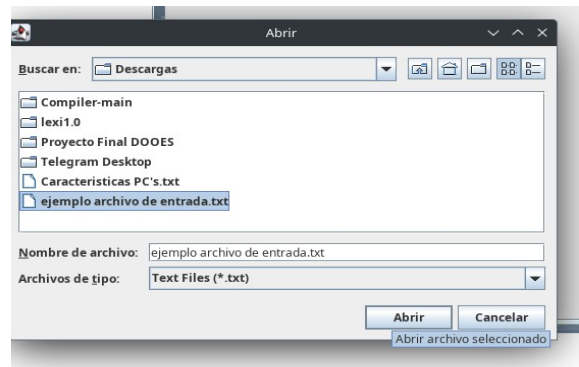 Abrir
Buscar en: Descargas
Compiler-main
lexi1.0
Proyecto Final DOOES
Telegram Desktop
Caracteristicas PC's.txt
ejemplo archivo de entrada.txt
Nombre de archivo: ejemplo archivo de entrada.txt
Archivos de tipo: Text Files (*.txt)
Abrir Cancelar
Abrir archivo seleccionado